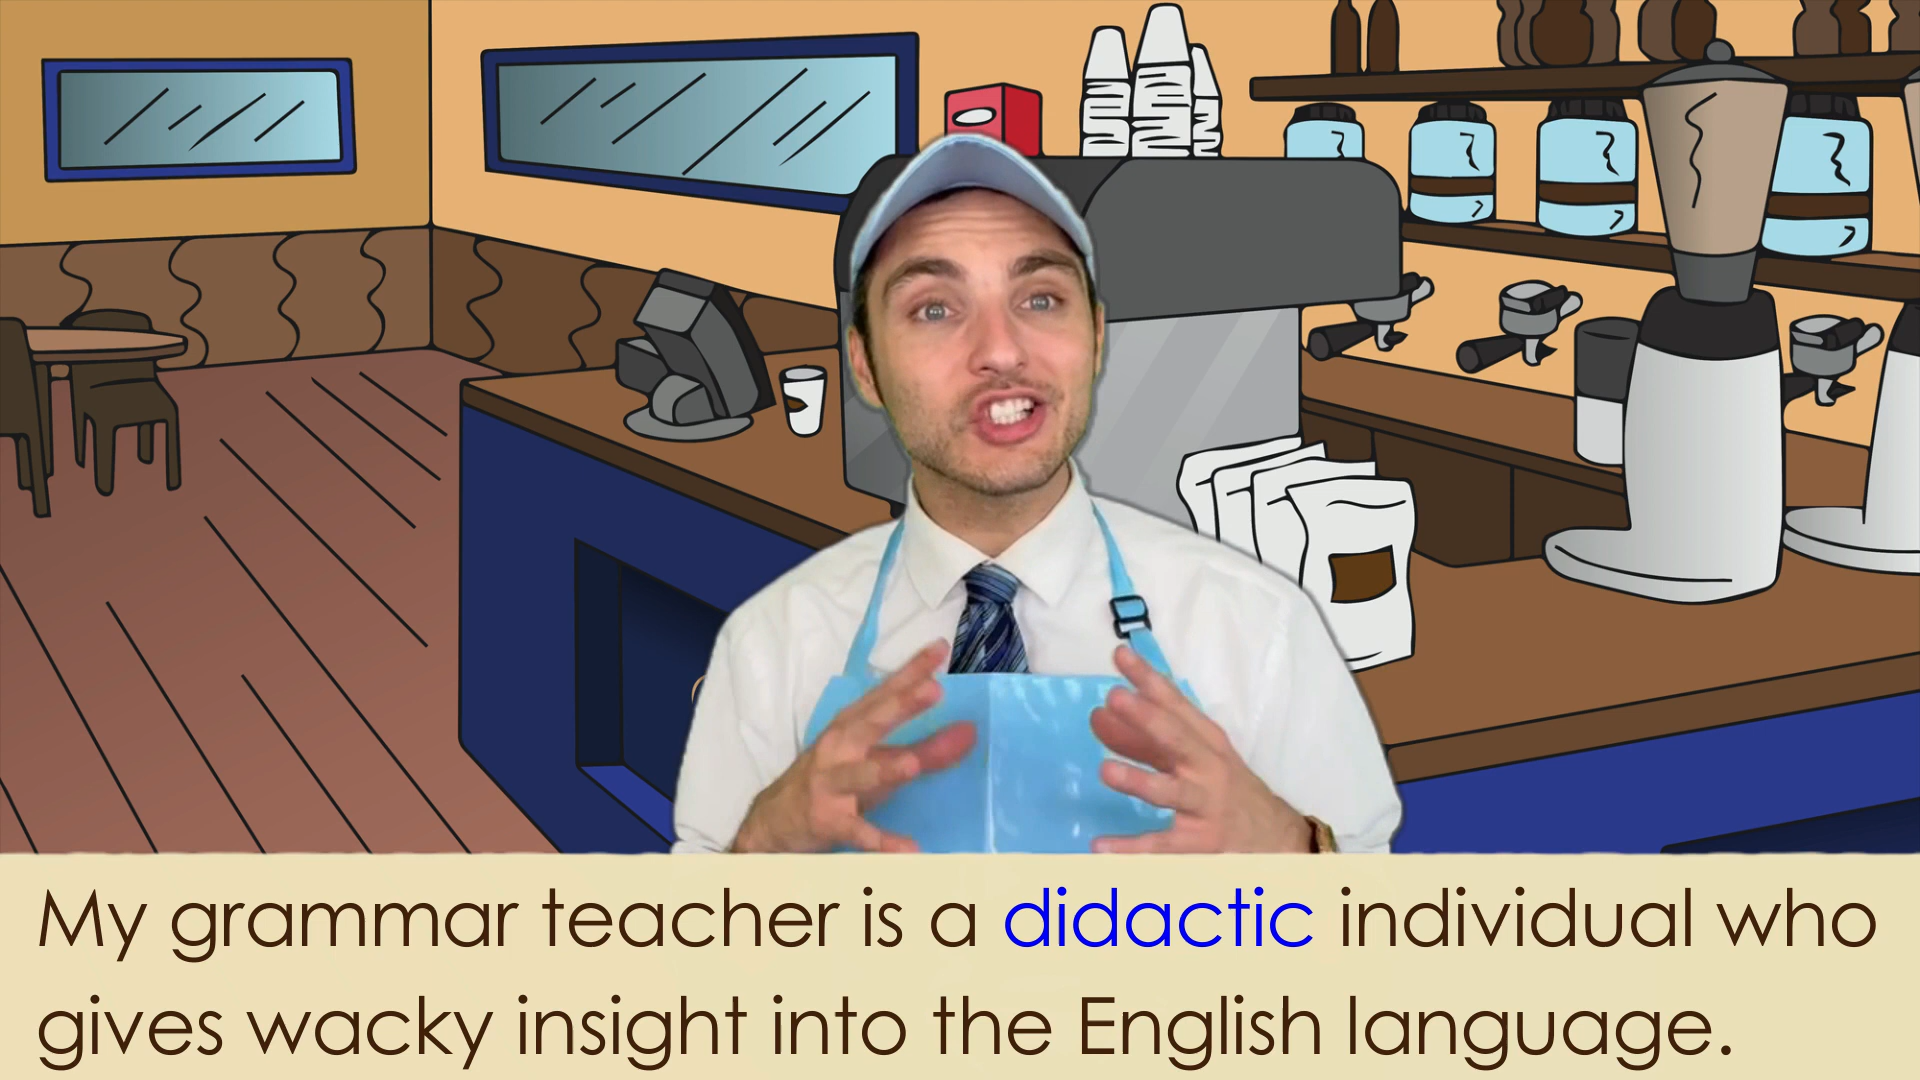 My grammar teacher is a didactic individual who
gives wacky insight into the English language.